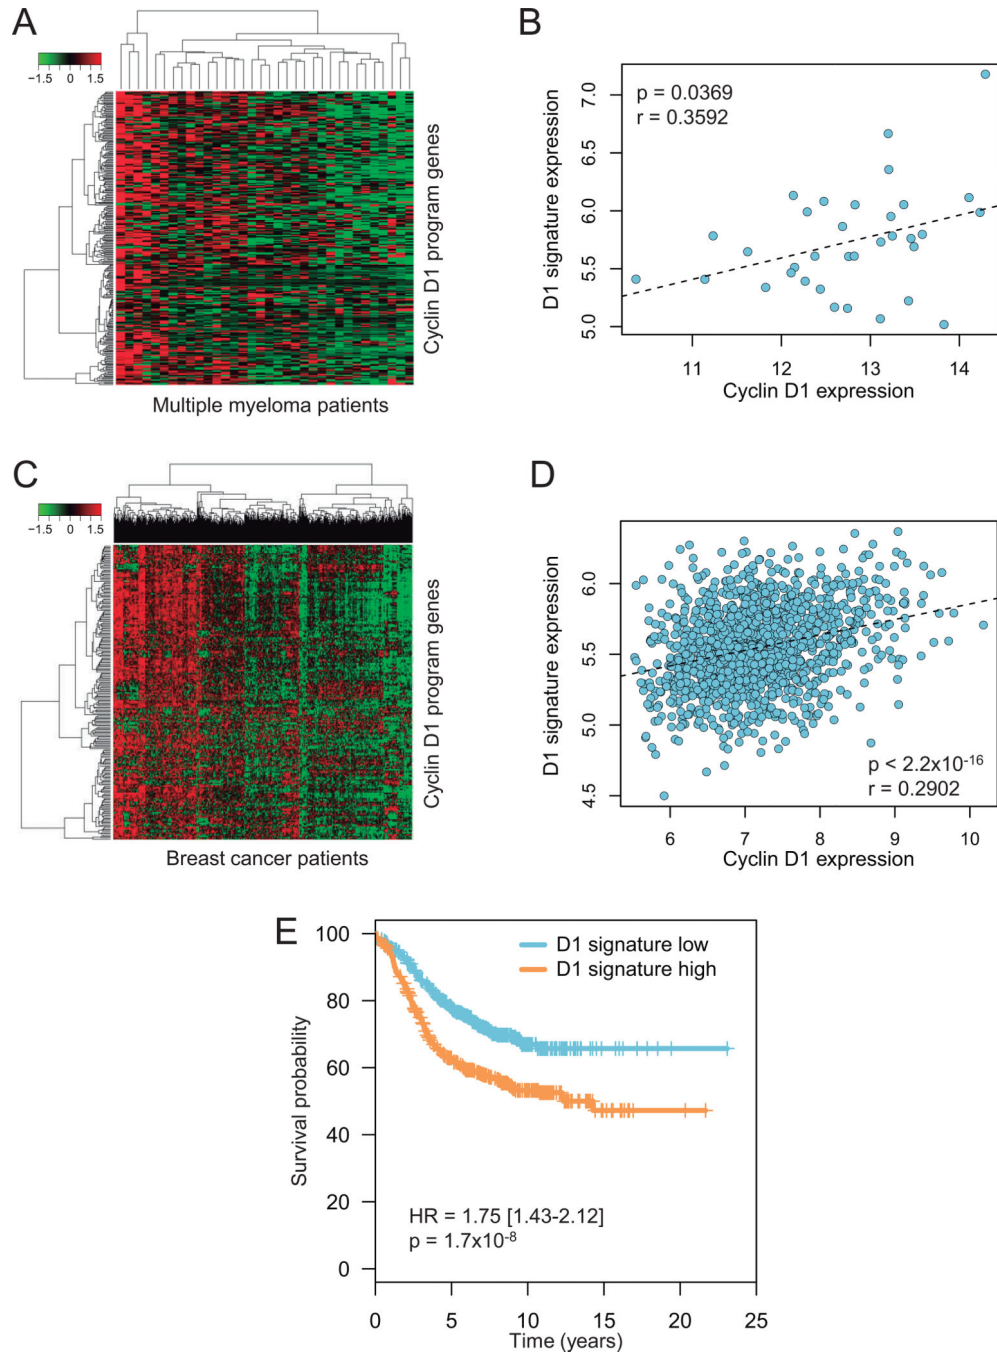 A
−1.5 0 1.5
Cyclin D1 program genes
Multiple myeloma patients
B
p = 0.0369
r = 0.3592
D1 signature expression
7.0
6.5
6.0
5.5
5.0
11 12 13 14
Cyclin D1 expression
C
−1.5 0 1.5
Cyclin D1 program genes
Breast cancer patients
D
D1 signature expression
6.0
5.5
5.0
4.5
p < 2.2x10-16
r = 0.2902
6 7 8 9 10
Cyclin D1 expression
E
D1 signature low
D1 signature high
Survival probability
100
80
60
40
20
0
HR = 1.75 [1.43-2.12]
p = 1.7x10-8
0 5 10 15 20 25
Time (years)